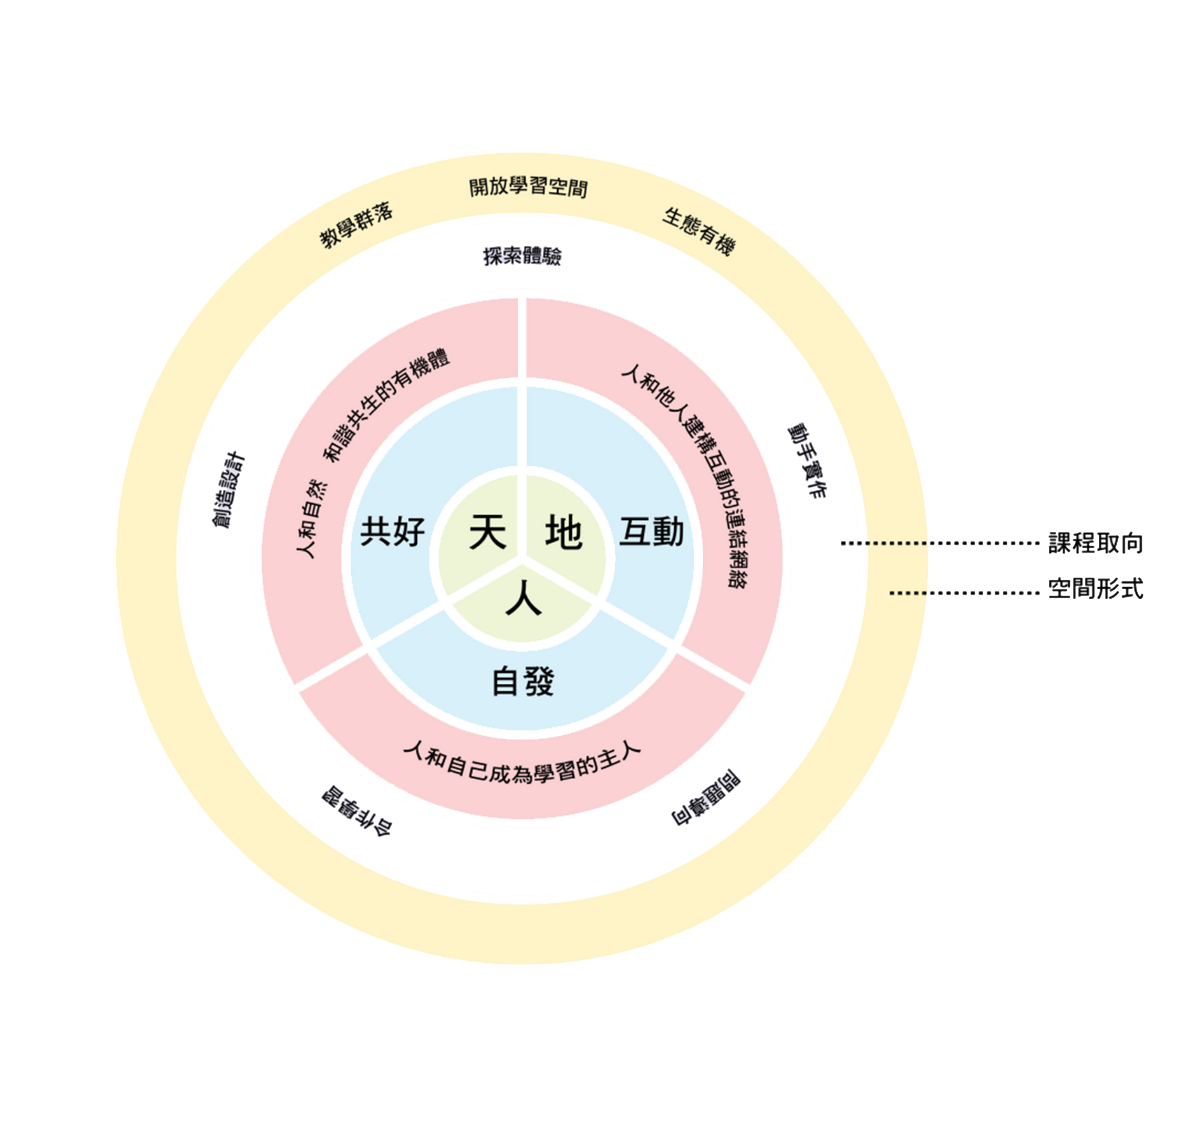 開放學習空間
教學群落
生態有機
探索體驗
人和自然 和諧共生的有機體
人和他人建構互動的連結網絡
動手實作
創造設計
共好
天
地
互動
課程取向
空間形式
人
自發
人和自己成為學習的主人
合作學習
問題導向